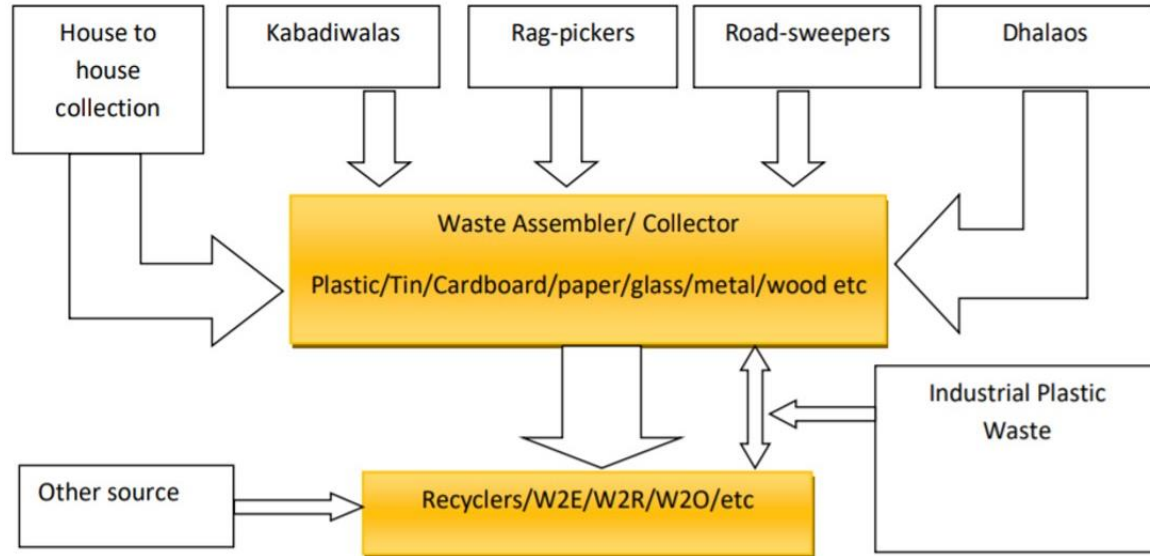 House to
house
collection
Kabadiwalas
Rag-pickers
Road-sweepers
Dhalaos
Waste Assembler/ Collector
Plastic/Tin/Cardboard/paper/glass/metal/wood etc
Industrial Plastic
Waste
Other source
Recyclers/W2E/W2R/W2O/etc